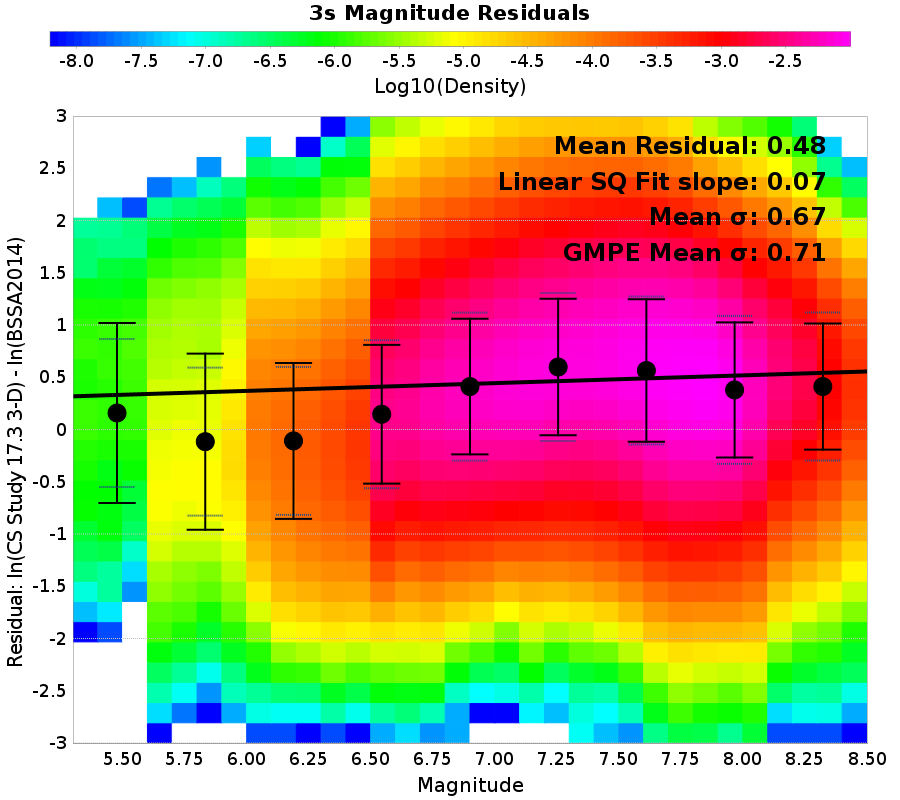 3s Magnitude Residuals
-8.0 -7.5 -7.0 -6.5 -6.0 -5.5 -5.0 -4.5 -4.0 -3.5 -3.0 -2.5
Log10(Density)
Mean Residual: 0.48
Linear SQ Fit slope: 0.07
Mean σ: 0.67
GMPE Mean σ: 0.71
Residual: ln(CS Study 17.3 3-D) - ln(BSSA2014)
3
2.5
2
1.5
1
0.5
0
-0.5
-1
-1.5
-2
-2.5
-3
5.50 5.75 6.00 6.25 6.50 6.75 7.00 7.25 7.50 7.75 8.00 8.25 8.50
Magnitude